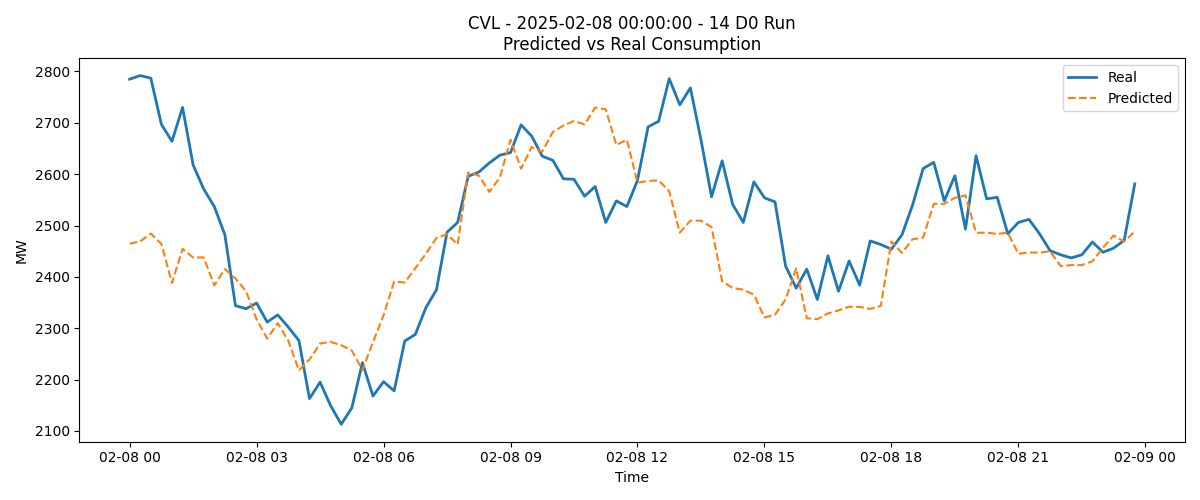 CVL - 2025-02-08 00:00:00 - 14 D0 Run
Predicted vs Real Consumption
Real
Predicted
MW
2800
2700
2600
2500
2400
2300
2200
2100
02-08 00 02-08 03 02-08 06 02-08 09 02-08 12 02-08 15 02-08 18 02-08 21 02-09 00
Time